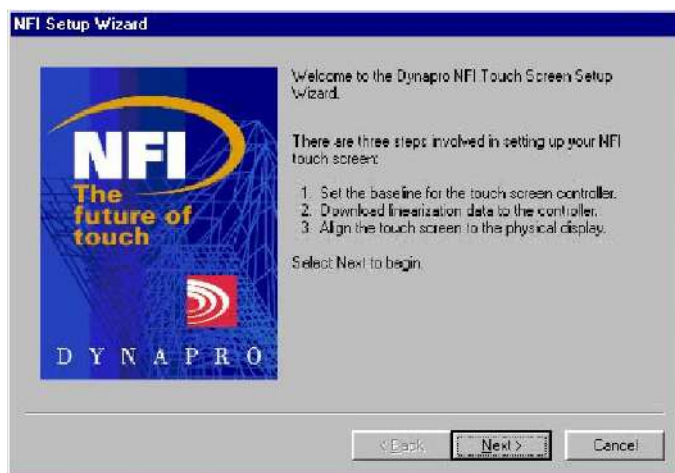 NFI Setup Wizard
NFI
The
future of
touch
DYNAPRO
Welcome to the Dynapro NFI Touch Screen Setup
Wizard.
There are three steps involved in setting up your NFI
touch screen:
1. Set the baseline for the touch screen controller.
2. Download linearization data to the controller.
3. Align the touch screen to the physical display.
Select Next to begin.
< Back
Next >
Cancel